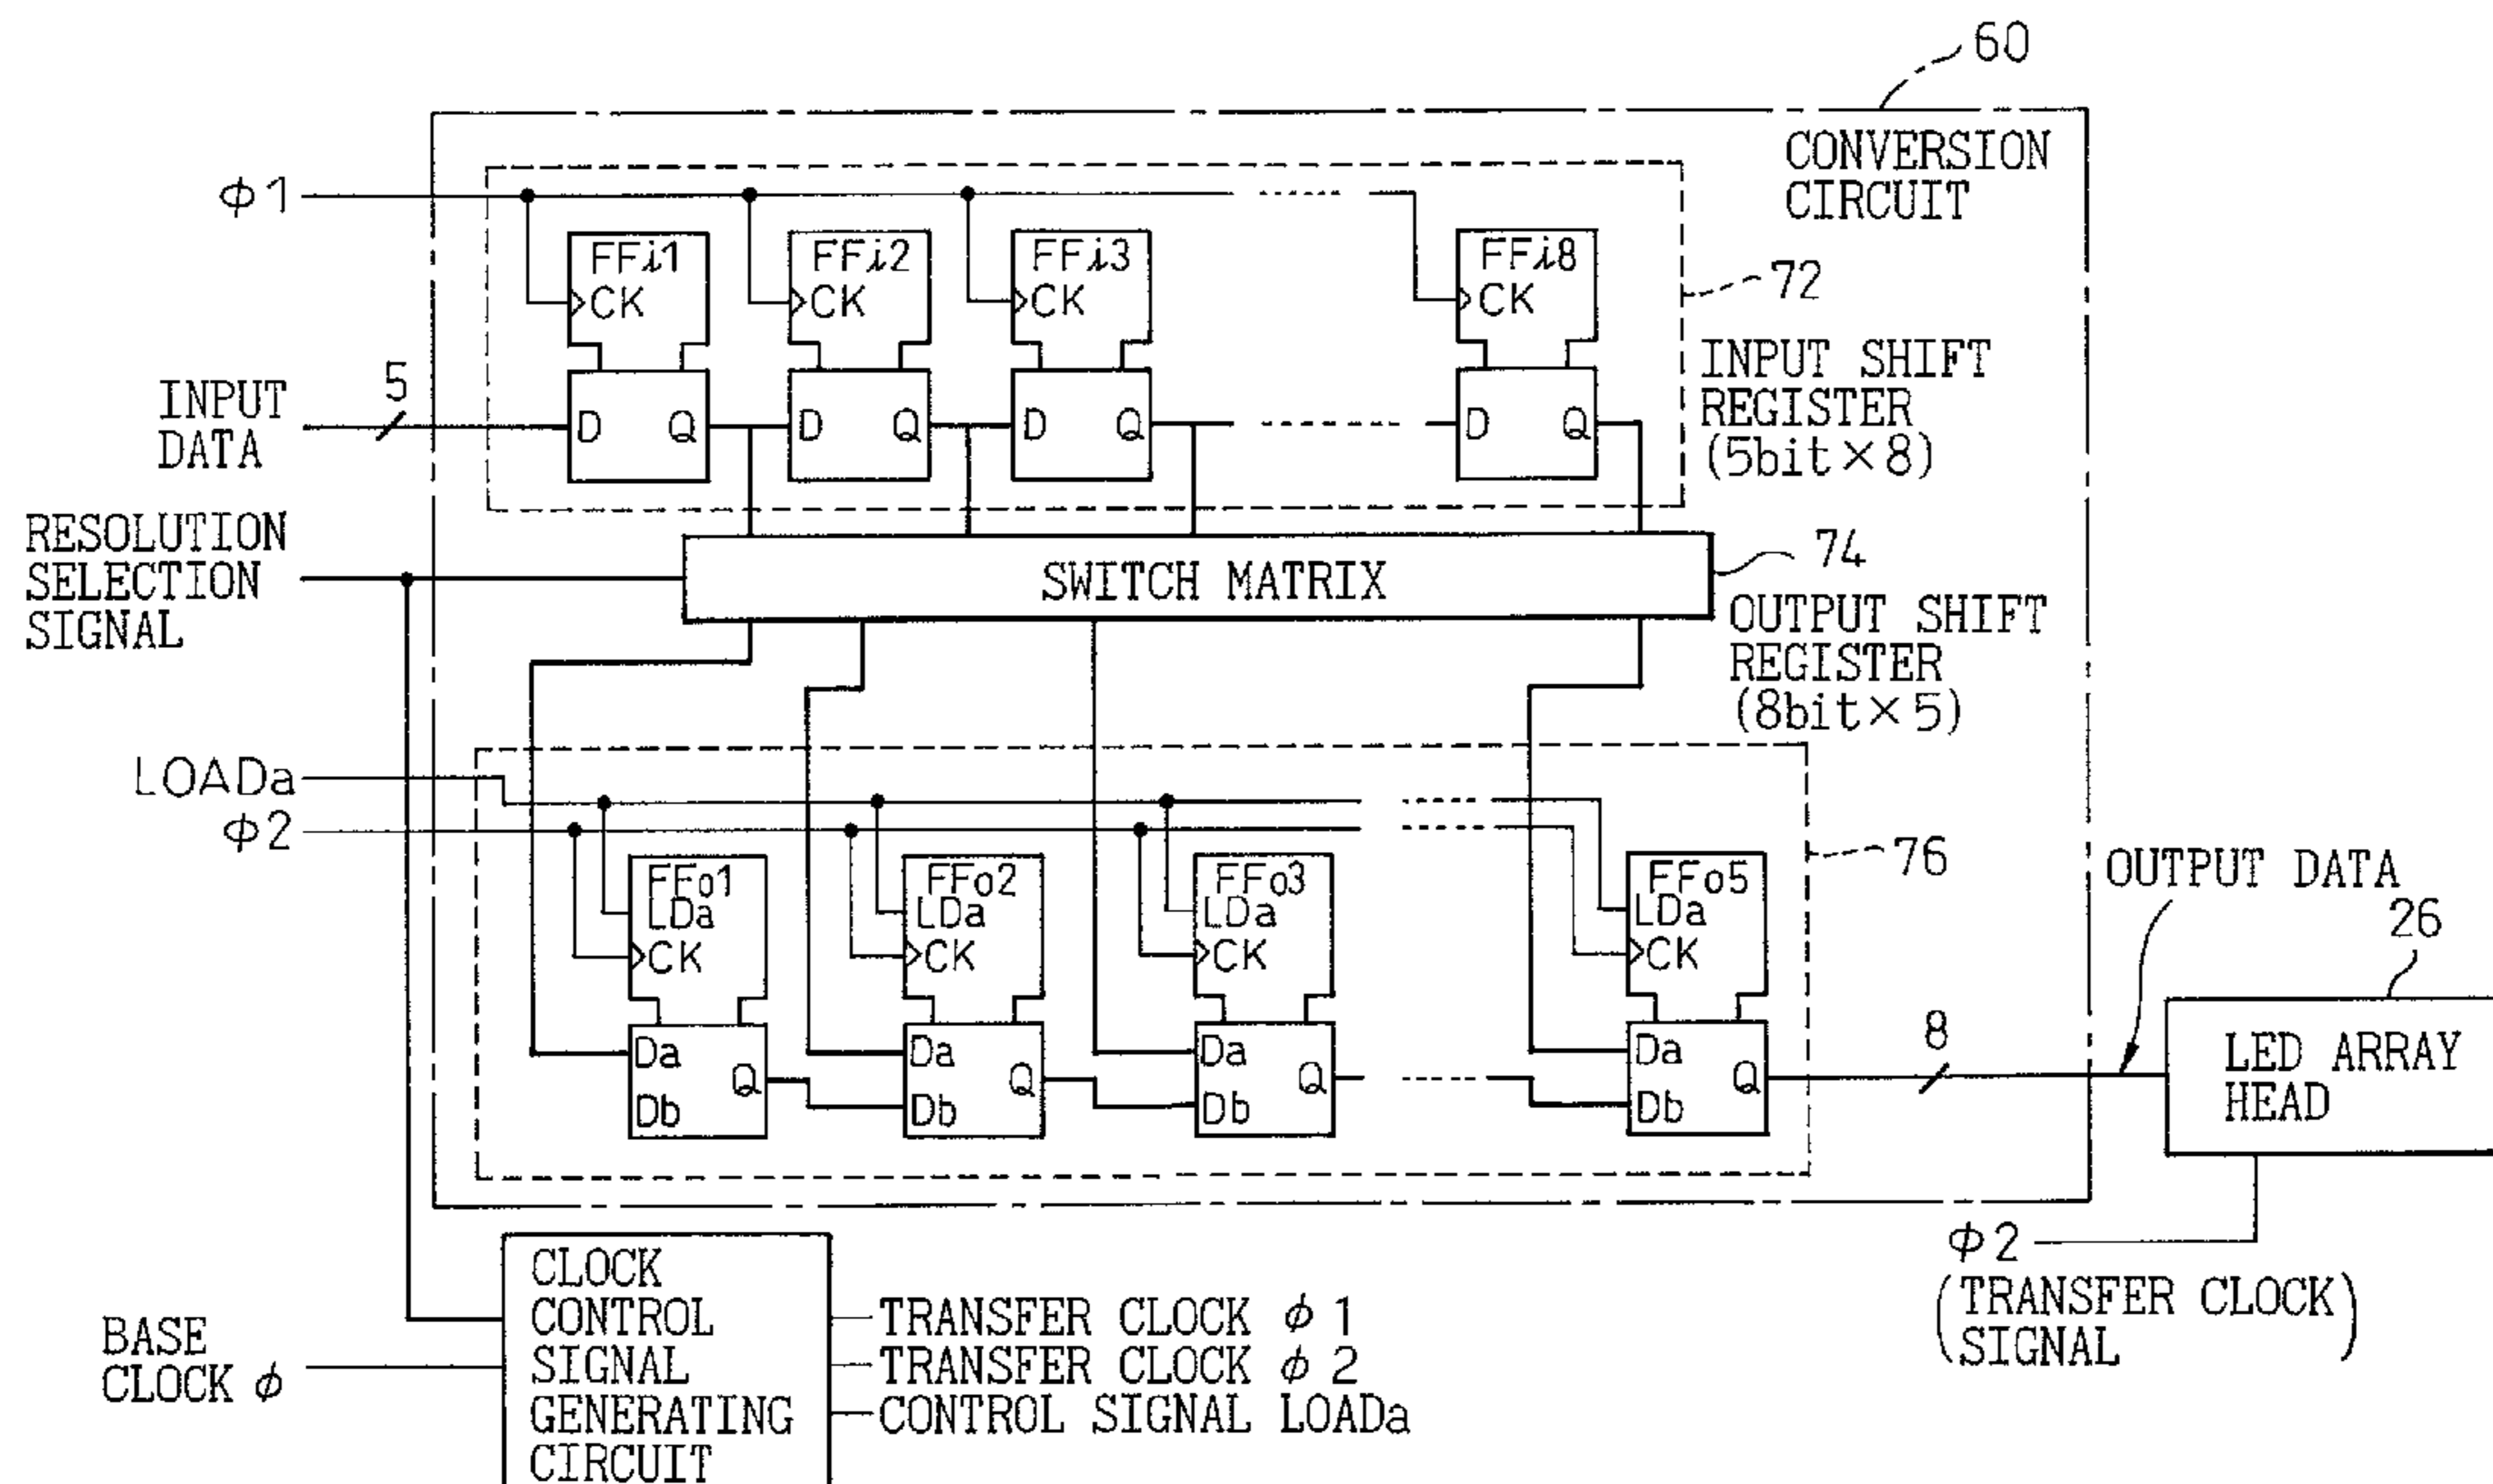 60
CONVERSION
CIRCUIT
ϕ1
FFi1
CK
FFi2
CK
FFi3
CK
FFi8
CK
72
INPUT SHIFT
REGISTER
(5bit×8)
INPUT
DATA
5
D Q
D Q
D Q
D Q
RESOLUTION
SELECTION
SIGNAL
SWITCH MATRIX
74
OUTPUT SHIFT
REGISTER
(8bit×5)
LOADa
ϕ2
FFo1
LDa
CK
FFo2
LDa
CK
FFo3
LDa
CK
FFo5
LDa
CK
76
OUTPUT DATA
26
Da
Db
Q
Da
Db
Q
Da
Db
Q
Da
Db
Q
8
LED ARRAY
HEAD
ϕ2
(TRANSFER CLOCK
SIGNAL)
BASE
CLOCK ϕ
CLOCK
CONTROL
SIGNAL
GENERATING
CIRCUIT
TRANSFER CLOCK ϕ1
TRANSFER CLOCK ϕ2
CONTROL SIGNAL LOADa